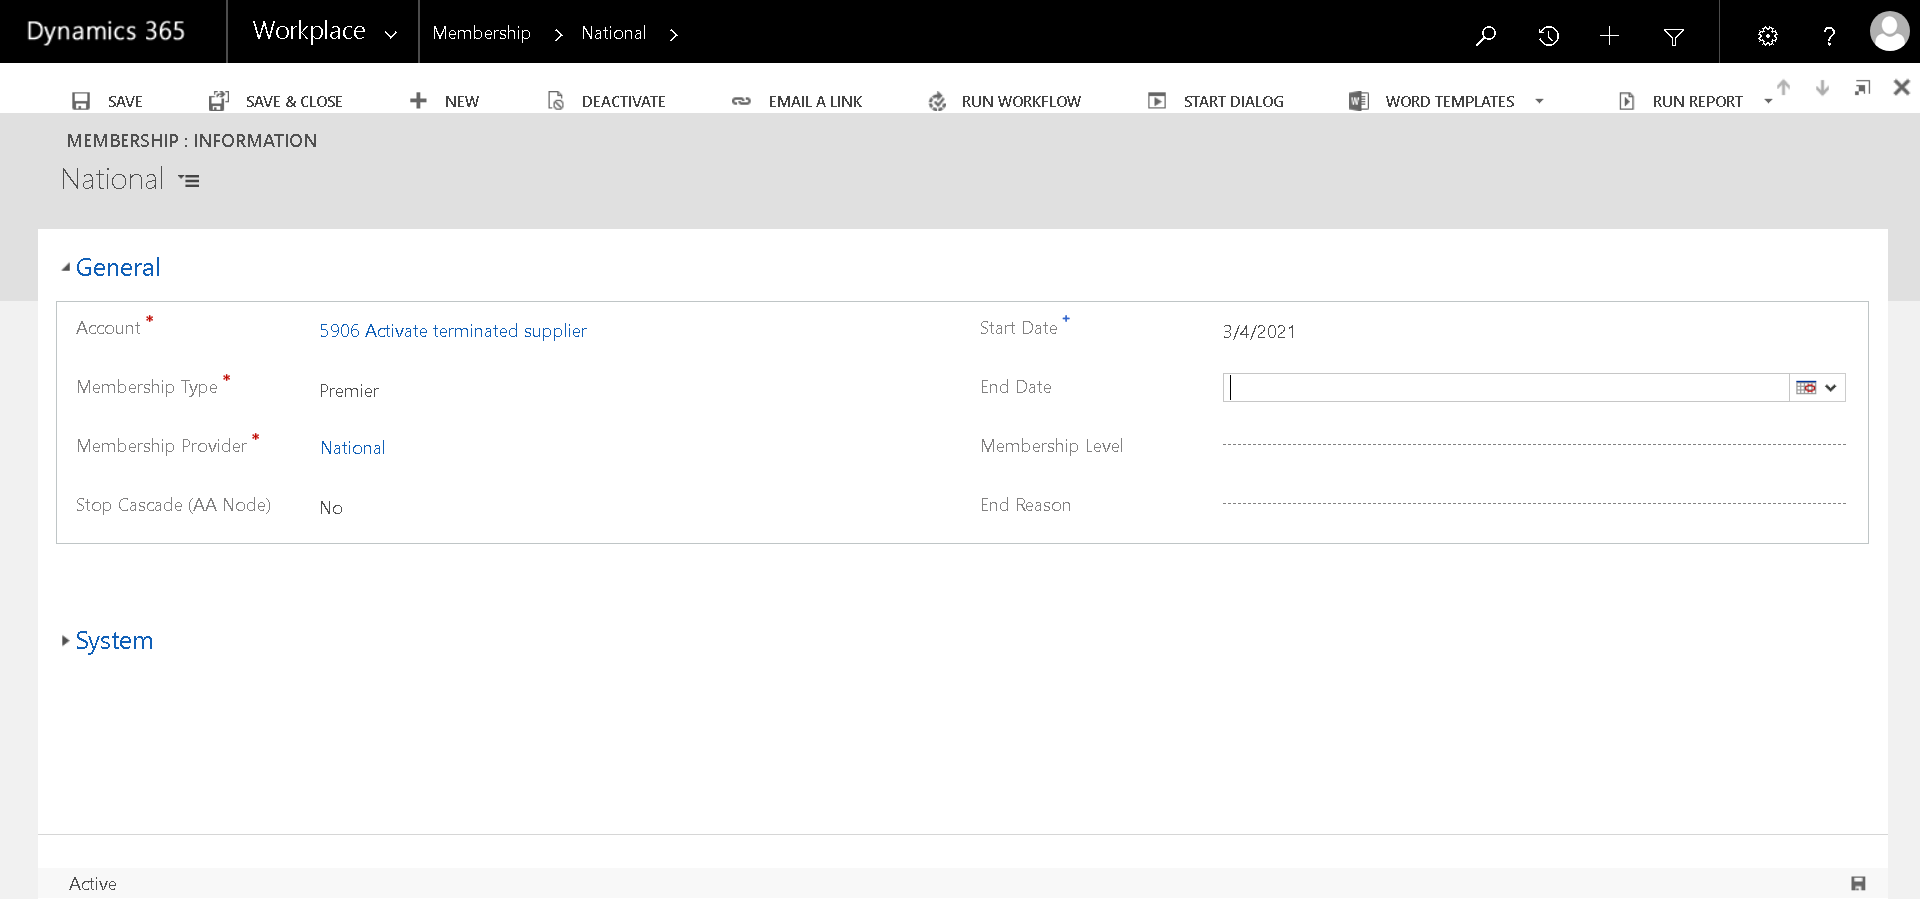 Dynamics 365
Workplace
Membership
National
SAVE
SAVE & CLOSE
NEW
DEACTIVATE
EMAIL A LINK
RUN WORKFLOW
START DIALOG
WORD TEMPLATES
RUN REPORT
MEMBERSHIP : INFORMATION
National
General
Account *
5906 Activate terminated supplier
Start Date +
3/4/2021
Membership Type *
Premier
End Date
Membership Provider *
National
Membership Level
Stop Cascade (AA Node)
No
End Reason
System
Active